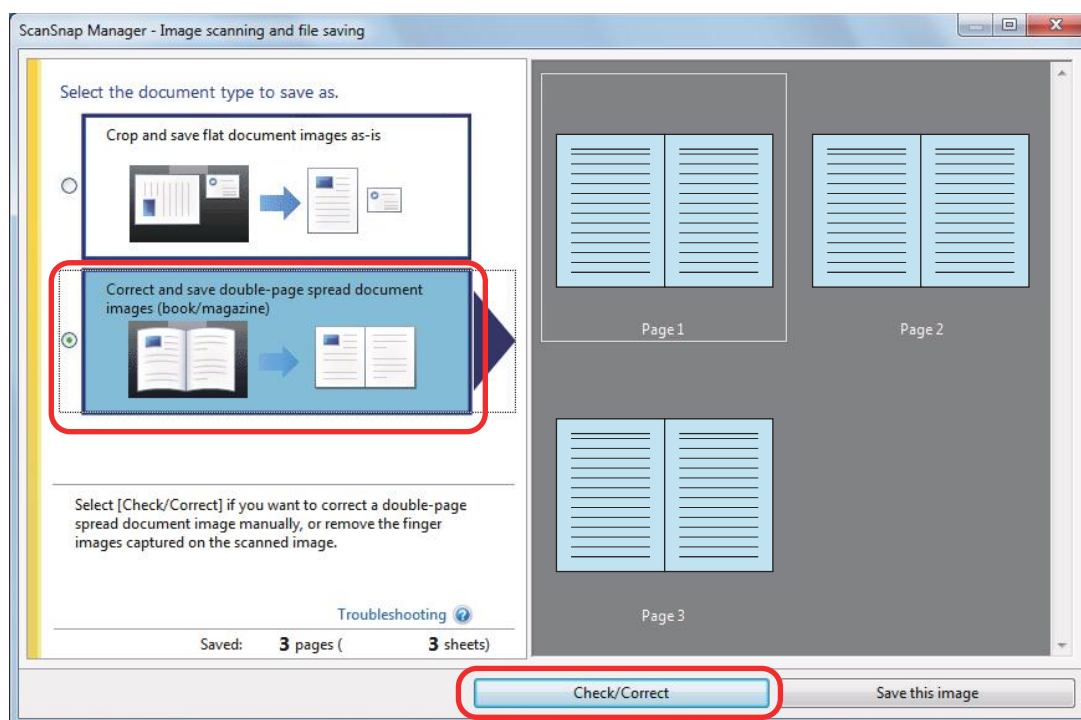 ScanSnap Manager - Image scanning and file saving
Select the document type to save as.
Crop and save flat document images as-is
Correct and save double-page spread document
images (book/magazine)
Select [Check/Correct] if you want to correct a double-page
spread document image manually, or remove the finger
images captured on the scanned image.
Troubleshooting ?
Saved: 3 pages ( 3 sheets)
Page 1
Page 2
Page 3
Check/Correct
Save this image